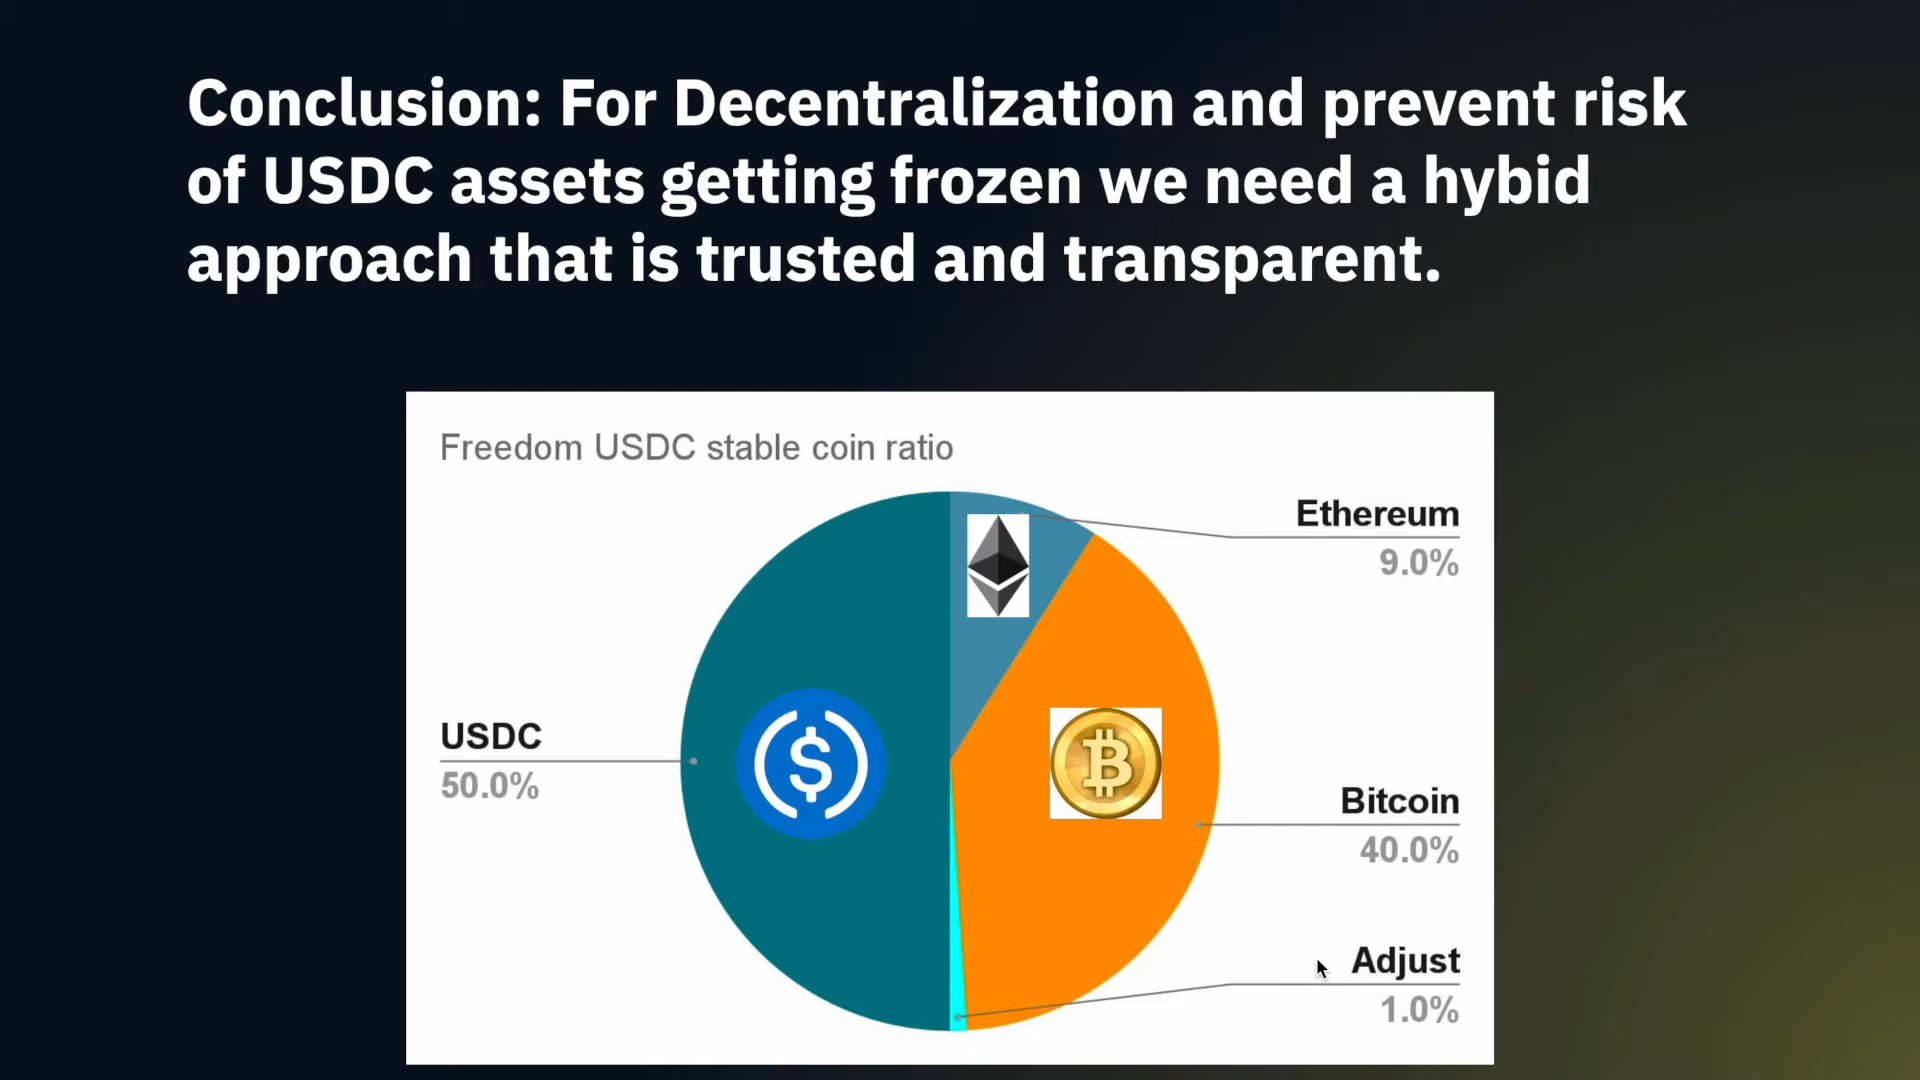 Conclusion: For Decentralization and prevent risk
of USDC assets getting frozen we need a hybid
approach that is trusted and transparent.
Freedom USDC stable coin ratio
Ethereum
9.0%
USDC
50.0%
Bitcoin
40.0%
Adjust
1.0%